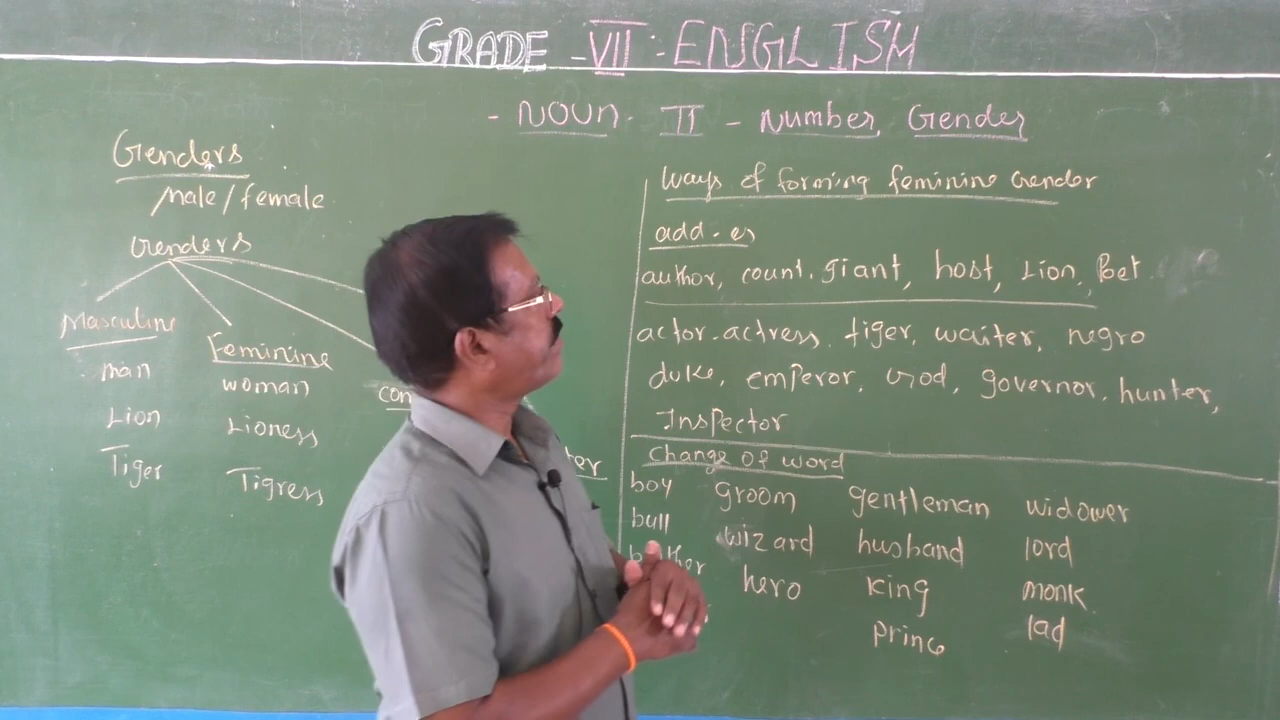 GRADE - VII - ENGLISH
- NOUN. II - Number, Gender
Genders
male / female
Genders
Masculine
Feminine
man
woman
Lion
Lioness
Tiger
Tigress
ways of forming feminine Gender
add - es
author, count. giant, host, Lion, Poet
actor - actress. tiger, waiter, negro
duke, emperor, God, governor, hunter,
Inspector
Change of word
boy groom gentleman widower
bull wizard husband lord
hero king monk
prince lad